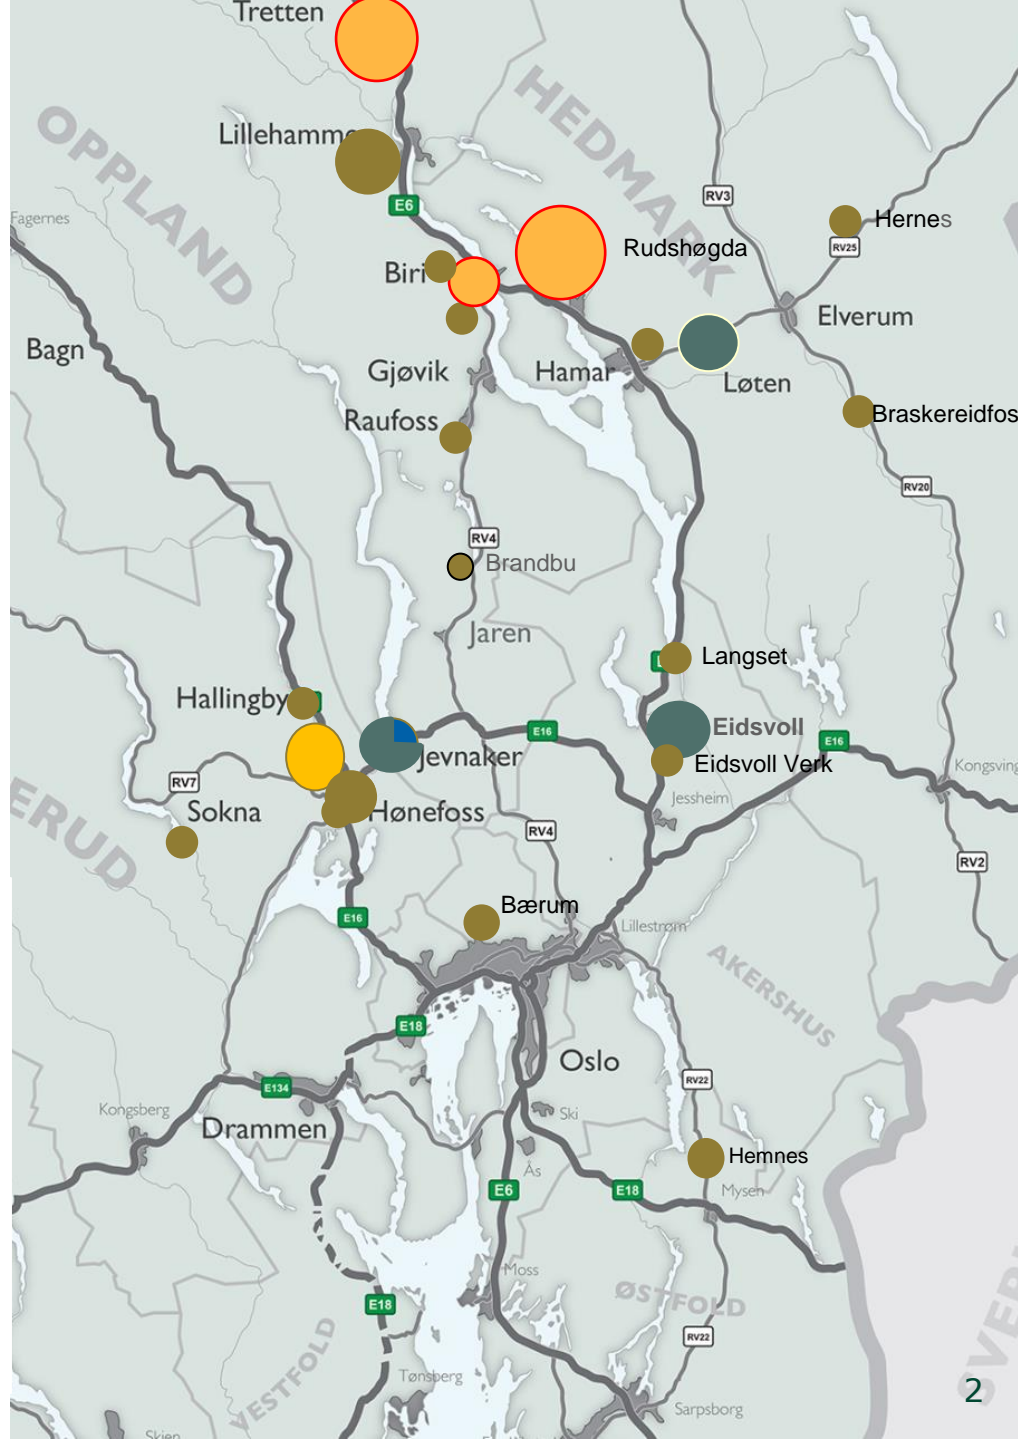 Tretten
HEDMARK
OPPLAND
Lillehamme
RV3
E6
Fagernes
Hernes
RV25
Rudshøgda
Biri
Elverum
Bagn
Gjøvik
Hamar
Løten
Raufoss
Braskereidfos
RV20
RV4
Brandbu
Jaren
Langset
Hallingby
Eidsvoll
E16
E16
Jevnaker
Eidsvoll Verk
Kongsving
RV7
Jessheim
Sokna
Hønefoss
RV4
ERUD
RV2
Bærum
E16
Lillestrøm
AKERSHUS
E18
Oslo
RV22
E134
Kongsberg
Ski
Drammen
Hemnes
Ås
E6
E18
Mysen
Moss
ØSTFOLD
E18
SVER
RV22
VESTFOLD
Tønsberg
2
Sarpsborg
Skien